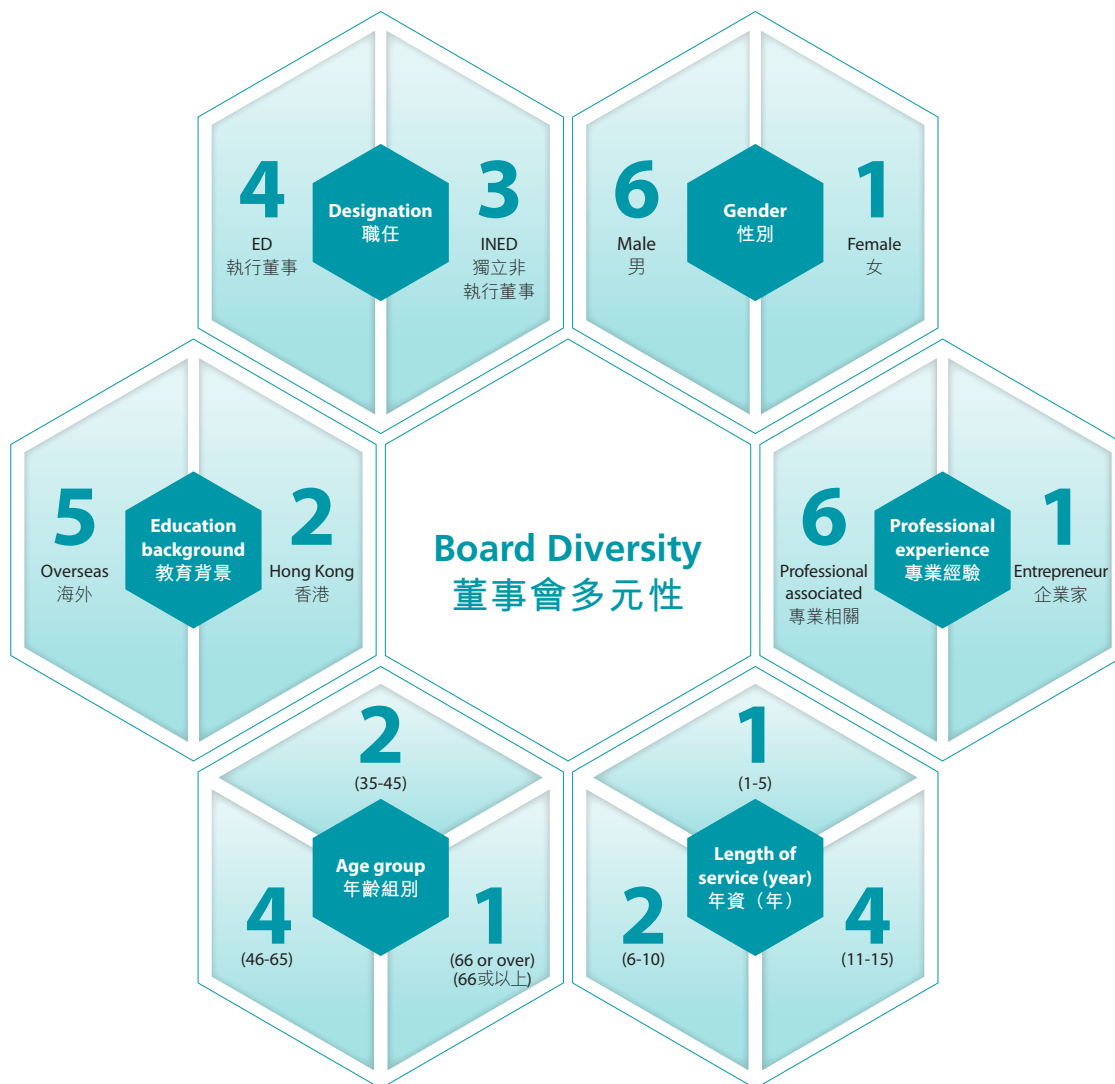 4
ED
執行董事
Designation
職任
3
INED
獨立非
執行董事
6
Male
男
Gender
性別
1
Female
女
5
Overseas
海外
Education
background
教育背景
2
Hong Kong
香港
Board Diversity
董事會多元性
6
Professional
associated
專業相關
Professional
experience
專業經驗
1
Entrepreneur
企業家
2
(35-45)
Age group
年齡組別
4
(46-65)
1
(66 or over)
(66或以上)
1
(1-5)
Length of
service (year)
年資（年）
2
(6-10)
4
(11-15)